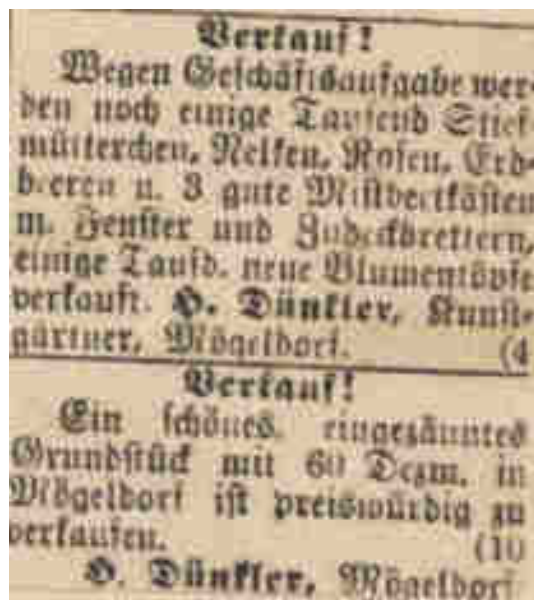 Verkauf!
Wegen Geschäftsaufgabe wer-
den noch einige Tausend Stief-
mütterchen, Nelken, Rosen, Erd-
beeren u. 3 gute Mistbeetkästen
m. Fenster und Zudeckbrettern,
einige Tausd. neue Blumentöpfe
verkauft. H. Dünkler, Kunst-
gärtner, Mögeldorf. (4
Verkauf!
Ein schönes, eingezäuntes
Grundstück mit 60 Dezm. in
Mögeldorf ist preiswürdig zu
verkaufen. (10
H. Dünkler, Mögeldorf